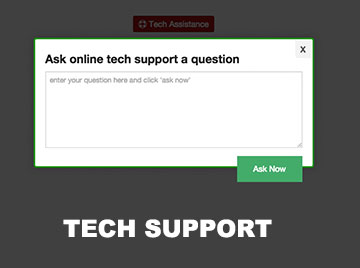 Tech Assistance
X
Ask online tech support a question
enter your question here and click 'ask now'
Ask Now
TECH SUPPORT